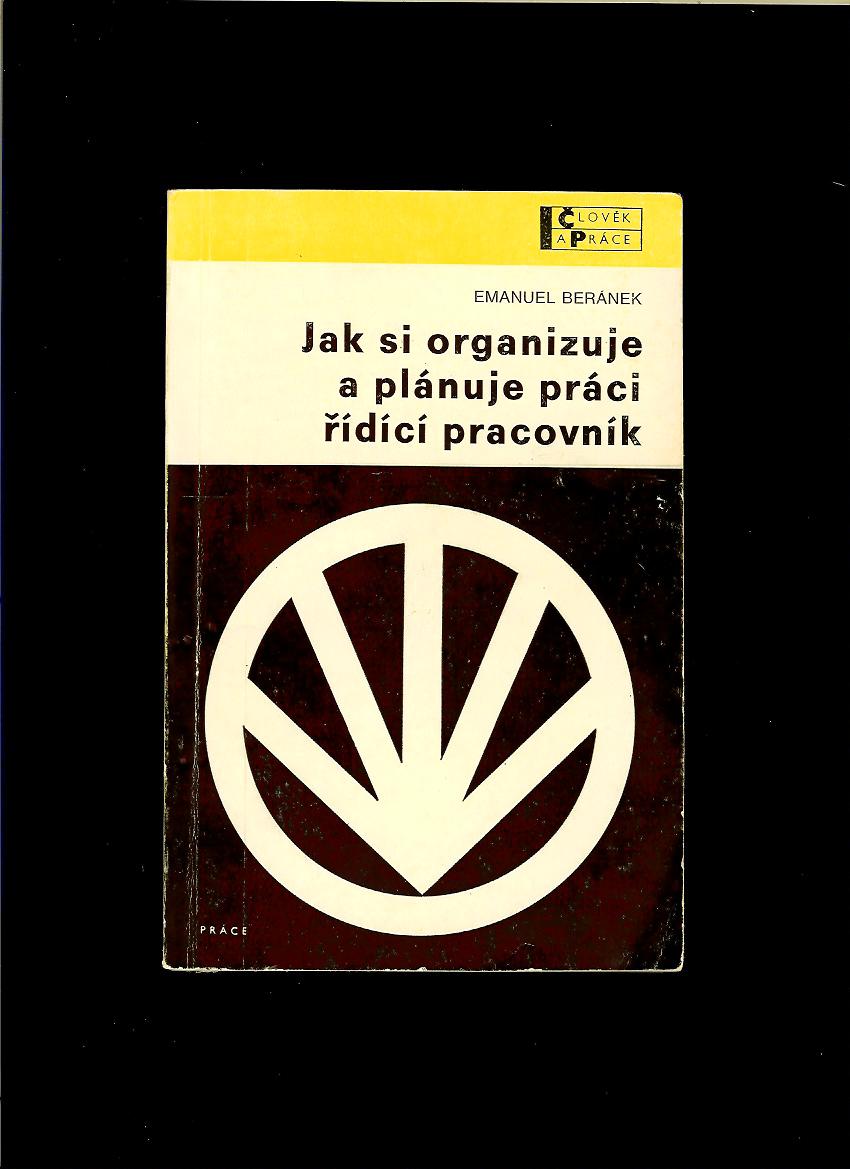 ČLOVĚK
A PRÁCE
EMANUEL BERÁNEK
Jak si organizuje
a plánuje práci
řídící pracovník
PRÁCE